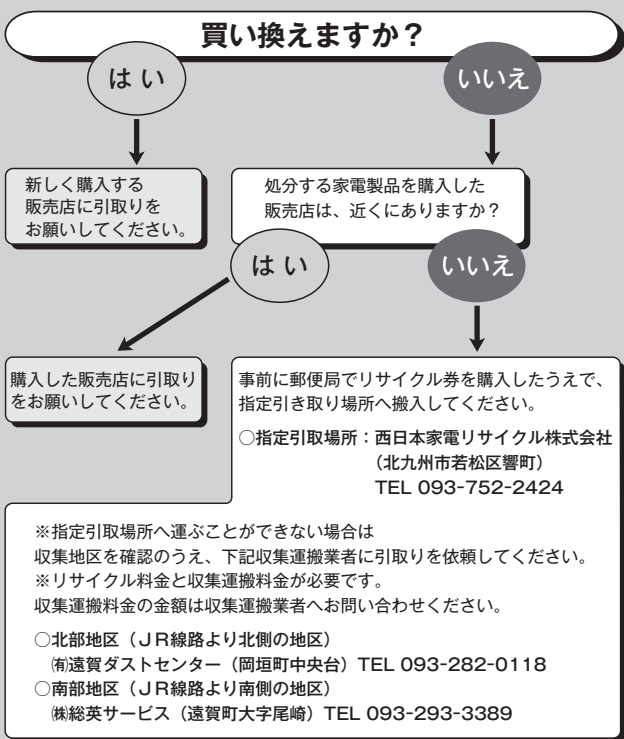 買い換えますか？
はい
いいえ
新しく購入する
販売店に引取りを
お願いしてください。
処分する家電製品を購入した
販売店は、近くにありますか？
はい
いいえ
購入した販売店に引取り
をお願いしてください。
事前に郵便局でリサイクル券を購入したうえで、
指定引き取り場所へ搬入してください。
○指定引取場所：西日本家電リサイクル株式会社
（北九州市若松区響町）
TEL 093-752-2424
※指定引取場所へ運ぶことができない場合は
収集地区を確認のうえ、下記収集運搬業者に引取りを依頼してください。
※リサイクル料金と収集運搬料金が必要です。
収集運搬料金の金額は収集運搬業者へお問い合わせください。
○北部地区（ＪＲ線路より北側の地区）
㈲遠賀ダストセンター（岡垣町中央台）TEL 093-282-0118
○南部地区（ＪＲ線路より南側の地区）
㈱総英サービス（遠賀町大字尾崎）TEL 093-293-3389